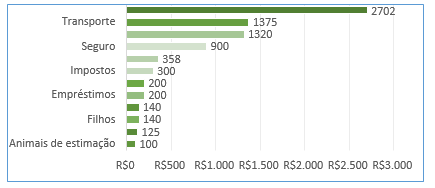 2702
Transporte 1375
1320
Seguro 900
358
Impostos 300
200
Empréstimos 200
140
Filhos 140
125
Animais de estimação 100
R$0 R$500 R$1.000 R$1.500 R$2.000 R$2.500 R$3.000